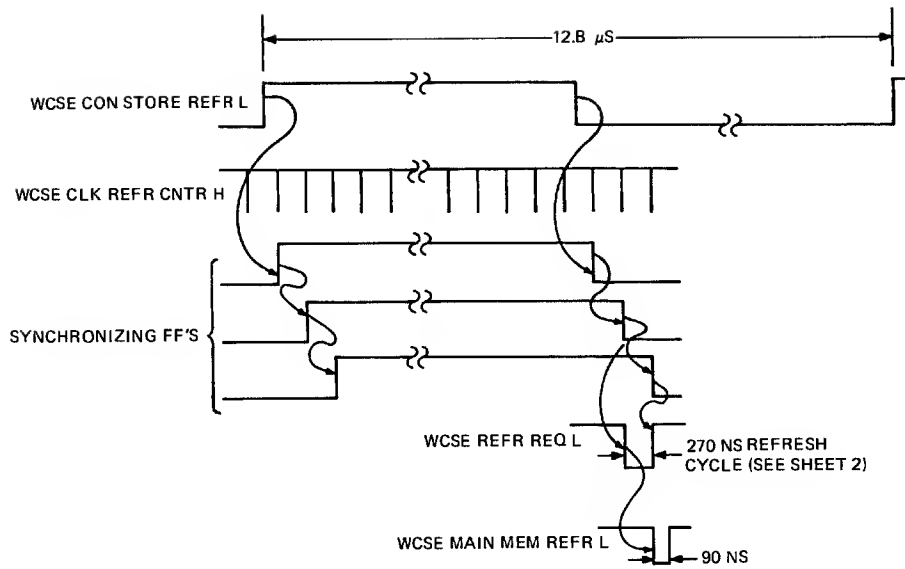 12.8 µS
WCSE CON STORE REFR L
WCSE CLK REFR CNTR H
SYNCHRONIZING FF'S
WCSE REFR REQ L
270 NS REFRESH
CYCLE (SEE SHEET 2)
WCSE MAIN MEM REFR L
90 NS